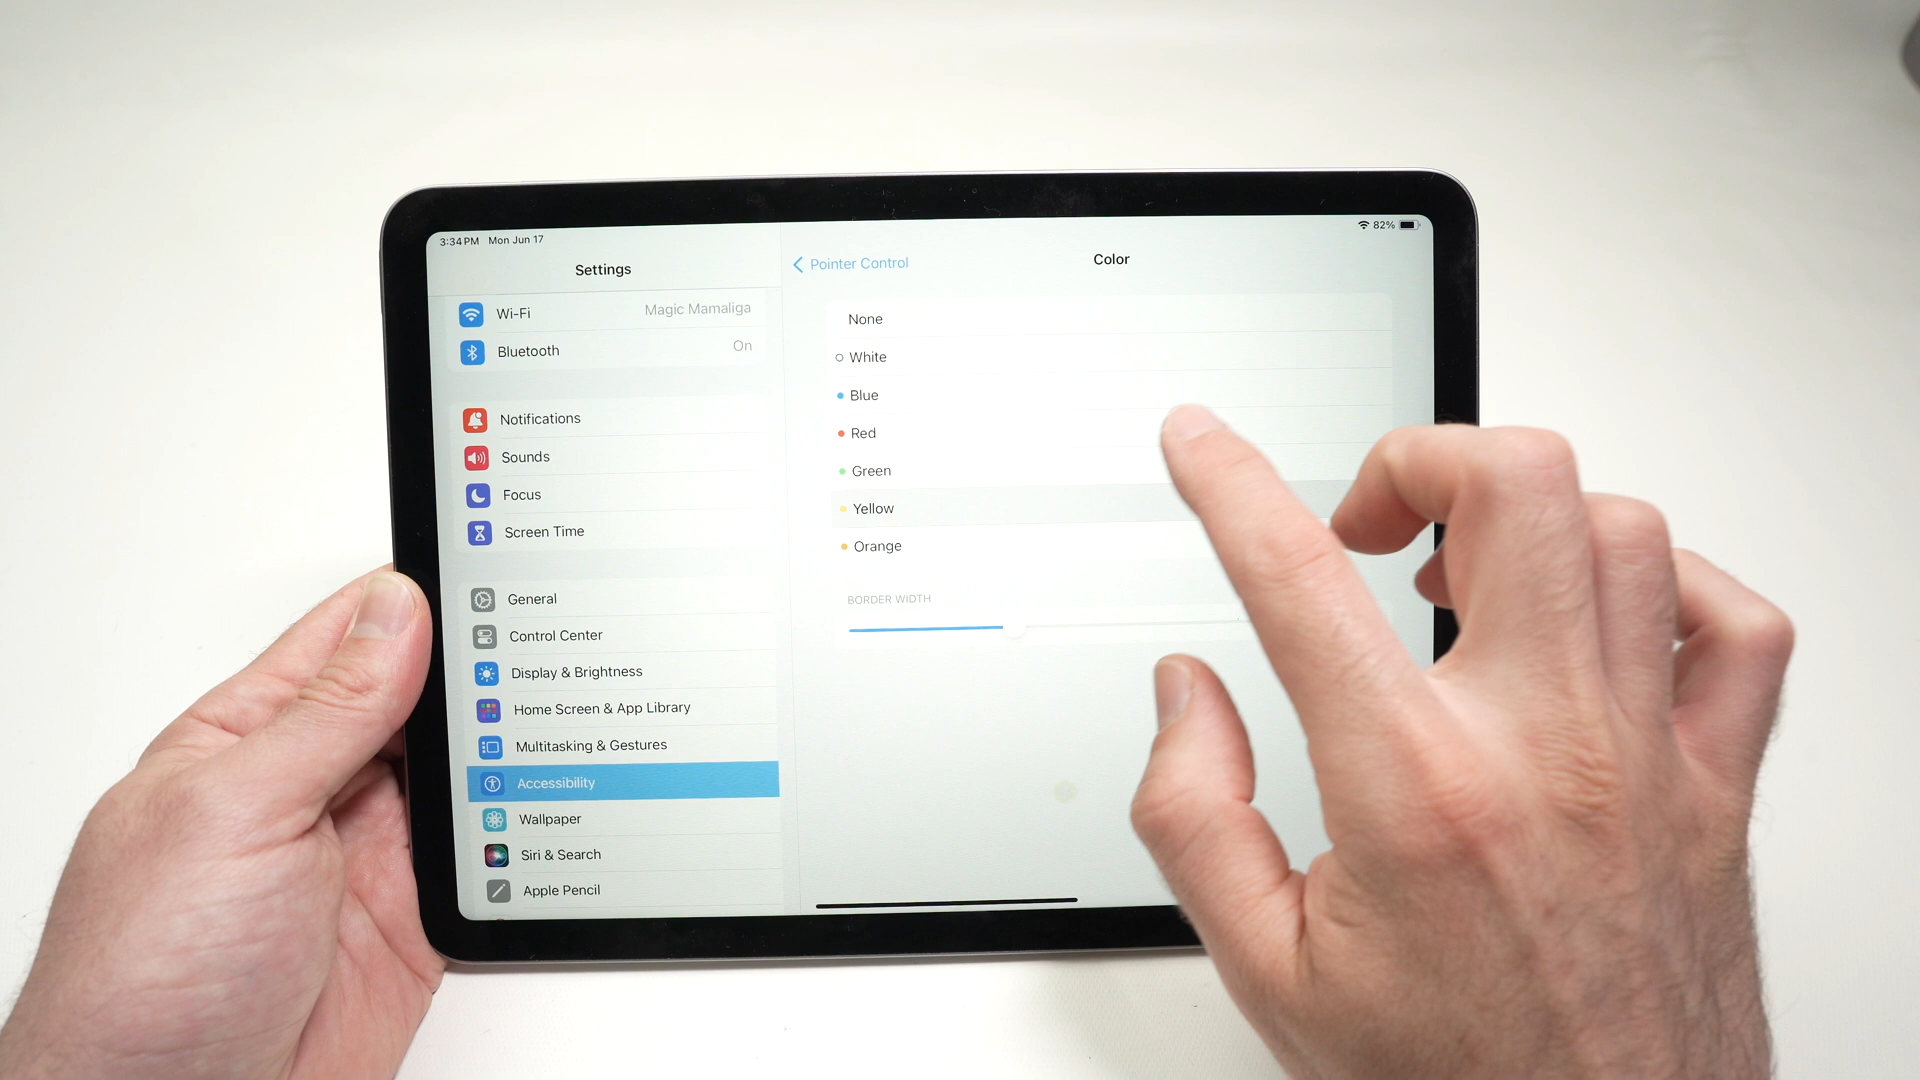 3:34 PM Mon Jun 17
82%
Settings
Wi-Fi Magic Mamaliga
Bluetooth On
Notifications
Sounds
Focus
Screen Time
General
Control Center
Display & Brightness
Home Screen & App Library
Multitasking & Gestures
Accessibility
Wallpaper
Siri & Search
Apple Pencil
Pointer Control
Color
None
White
Blue
Red
Green
Yellow
Orange
BORDER WIDTH